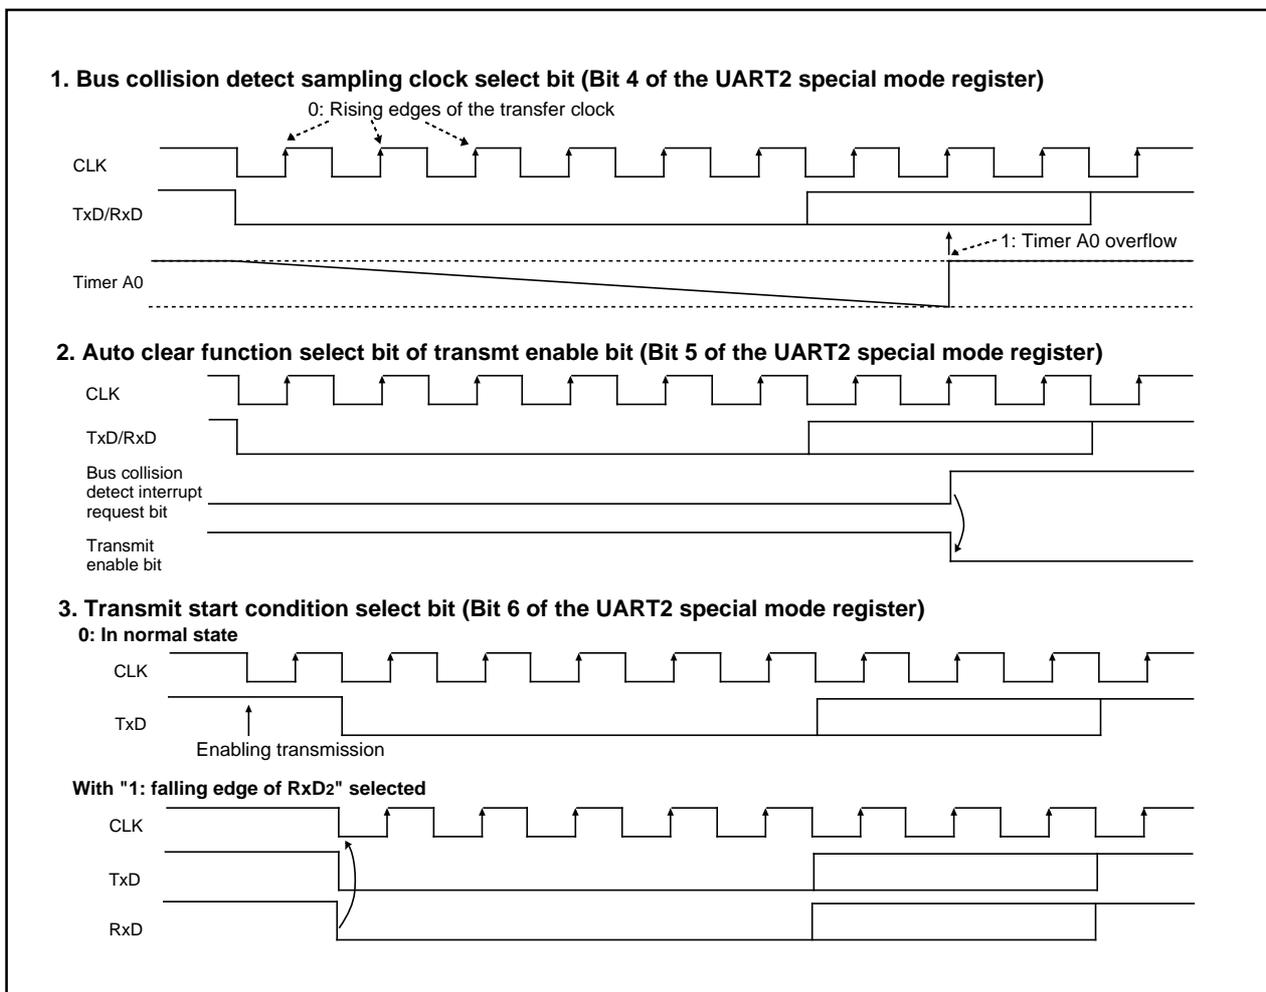 1. Bus collision detect sampling clock select bit (Bit 4 of the UART2 special mode register)
0: Rising edges of the transfer clock
CLK
TxD/RxD
1: Timer A0 overflow
Timer A0
2. Auto clear function select bit of transmt enable bit (Bit 5 of the UART2 special mode register)
CLK
TxD/RxD
Bus collision
detect interrupt
request bit
Transmit
enable bit
3. Transmit start condition select bit (Bit 6 of the UART2 special mode register)
0: In normal state
CLK
TxD
Enabling transmission
With "1: falling edge of RxD2" selected
CLK
TxD
RxD